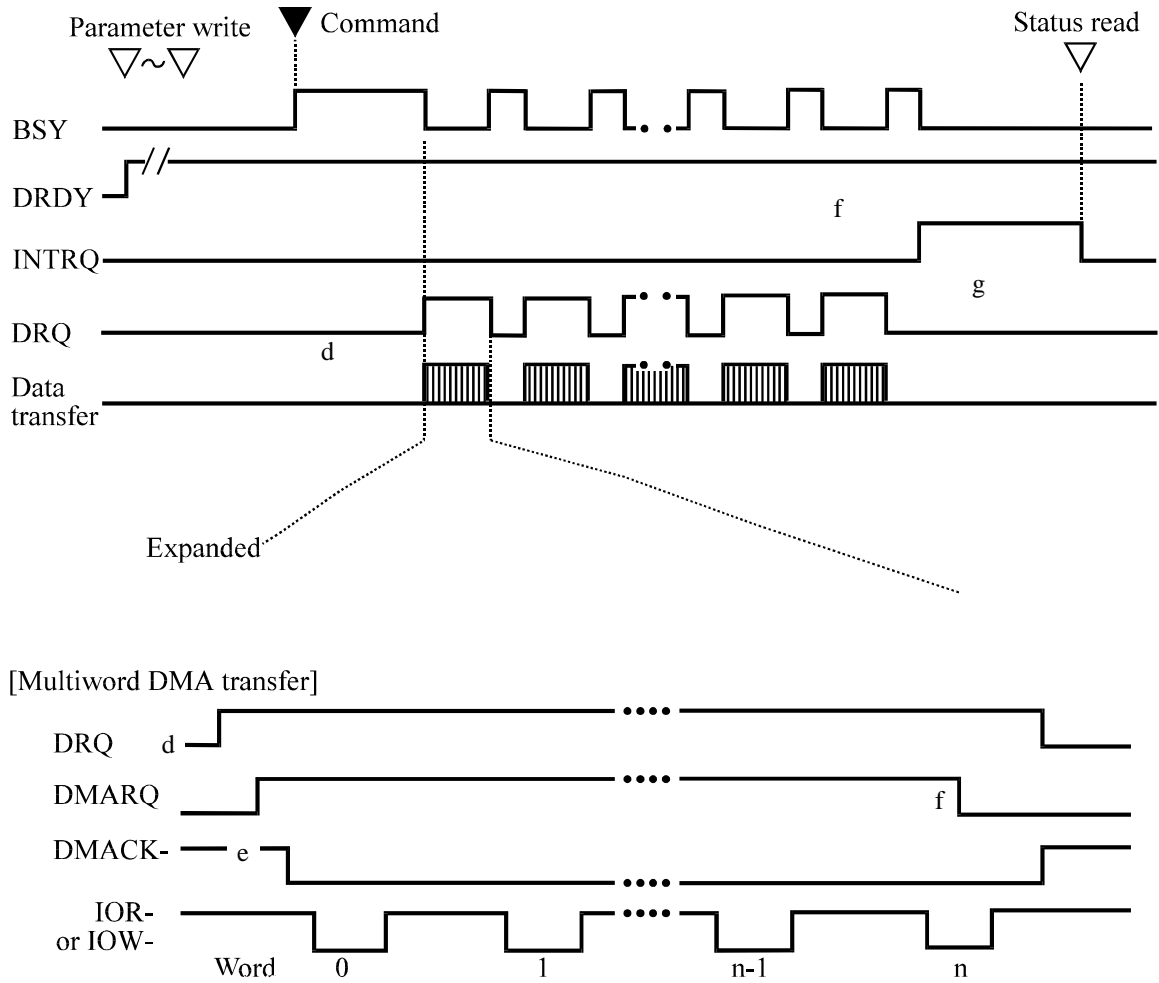 Parameter write
Command
Status read
BSY
DRDY
f
INTRQ
g
DRQ
d
Data
transfer
Expanded
[Multiword DMA transfer]
DRQ d
DMARQ
f
DMACK-
e
IOR-
or IOW-
Word 0 1 n-1 n